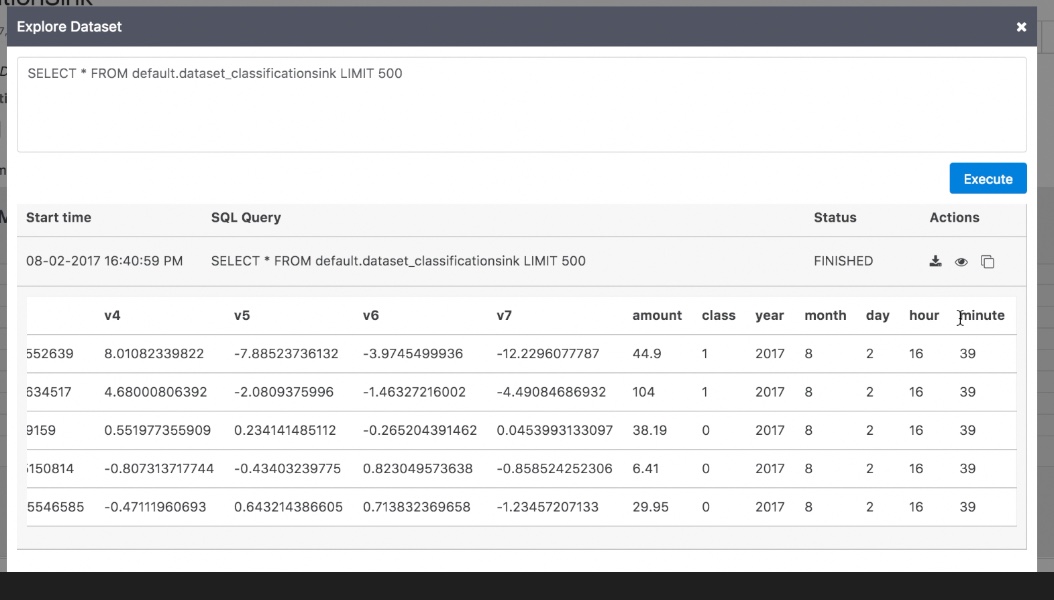 Explore Dataset
SELECT * FROM default.dataset_classificationsink LIMIT 500
Execute
Start time SQL Query Status Actions
08-02-2017 16:40:59 PM SELECT * FROM default.dataset_classificationsink LIMIT 500 FINISHED
v4 v5 v6 v7 amount class year month day hour minute
552639 8.01082339822 -7.88523736132 -3.9745499936 -12.2296077787 44.9 1 2017 8 2 16 39
634517 4.68000806392 -2.0809375996 -1.46327216002 -4.49084686932 104 1 2017 8 2 16 39
9159 0.551977355909 0.234141485112 -0.265204391462 0.0453993133097 38.19 0 2017 8 2 16 39
150814 -0.807313717744 -0.43403239775 0.823049573638 -0.858524252306 6.41 0 2017 8 2 16 39
5546585 -0.47111960693 0.643214386605 0.713832369658 -1.23457207133 29.95 0 2017 8 2 16 39